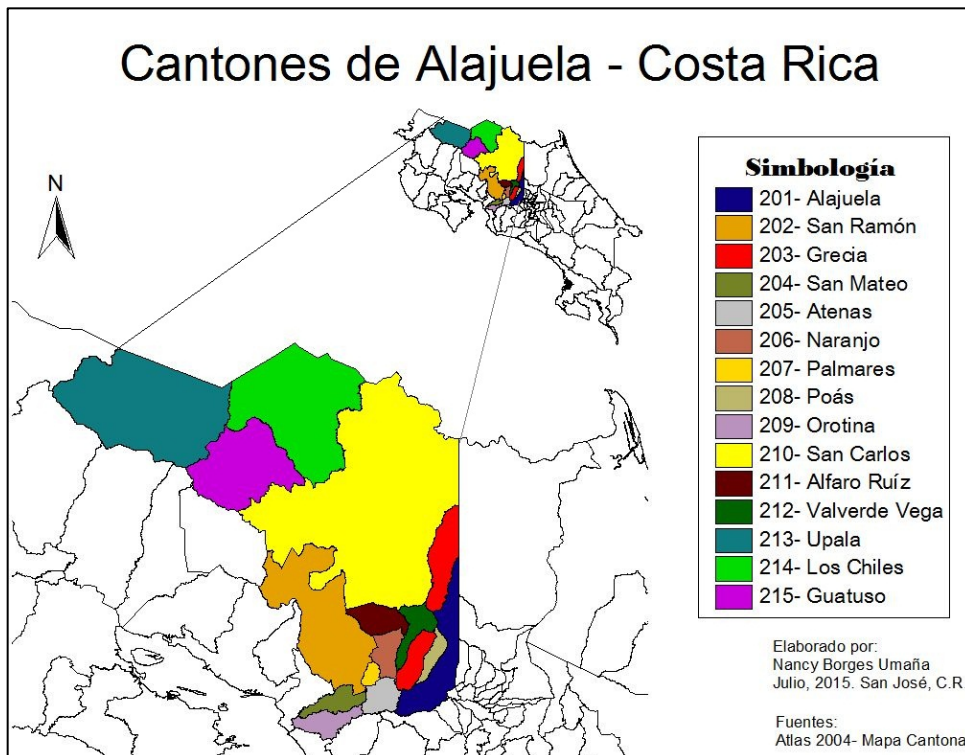 Cantones de Alajuela - Costa Rica
N
Simbología
201- Alajuela
202- San Ramón
203- Grecia
204- San Mateo
205- Atenas
206- Naranjo
207- Palmares
208- Poás
209- Orotina
210- San Carlos
211- Alfaro Ruíz
212- Valverde Vega
213- Upala
214- Los Chiles
215- Guatuso
Elaborado por:
Nancy Borges Umaña
Julio, 2015. San José, C.R
Fuentes:
Atlas 2004- Mapa Cantona